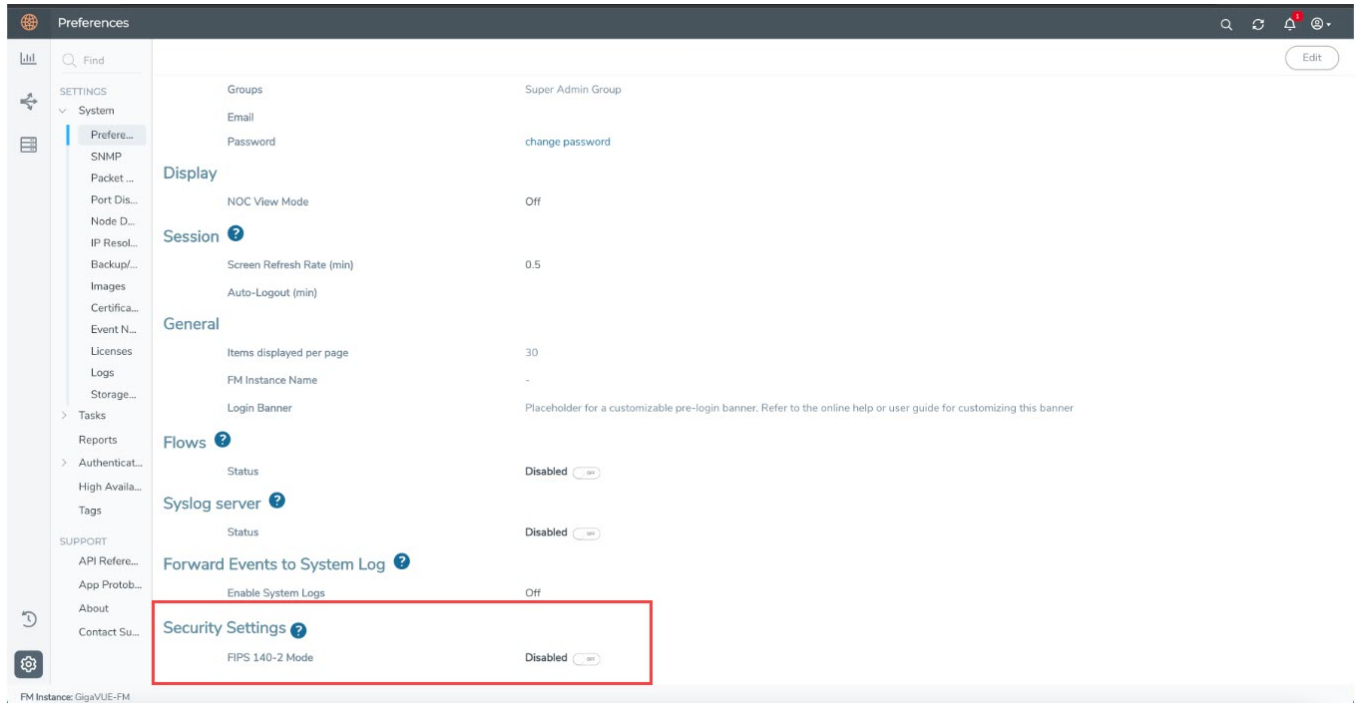 Preferences
1
Find
Edit
SETTINGS
System
Prefere...
SNMP
Packet ...
Port Dis...
Node D...
IP Resol...
Backup/...
Images
Certifica...
Event N...
Licenses
Logs
Storage...
Tasks
Reports
Authenticat...
High Availa...
Tags
SUPPORT
API Refere...
App Protob...
About
Contact Su...
Groups Super Admin Group
Email
Password change password
Display
NOC View Mode Off
Session ?
Screen Refresh Rate (min) 0.5
Auto-Logout (min)
General
Items displayed per page 30
FM Instance Name -
Login Banner Placeholder for a customizable pre-login banner. Refer to the online help or user guide for customizing this banner
Flows ?
Status Disabled OFF
Syslog server ?
Status Disabled OFF
Forward Events to System Log ?
Enable System Logs Off
Security Settings ?
FIPS 140-2 Mode Disabled OFF
FM Instance: GigaVUE-FM